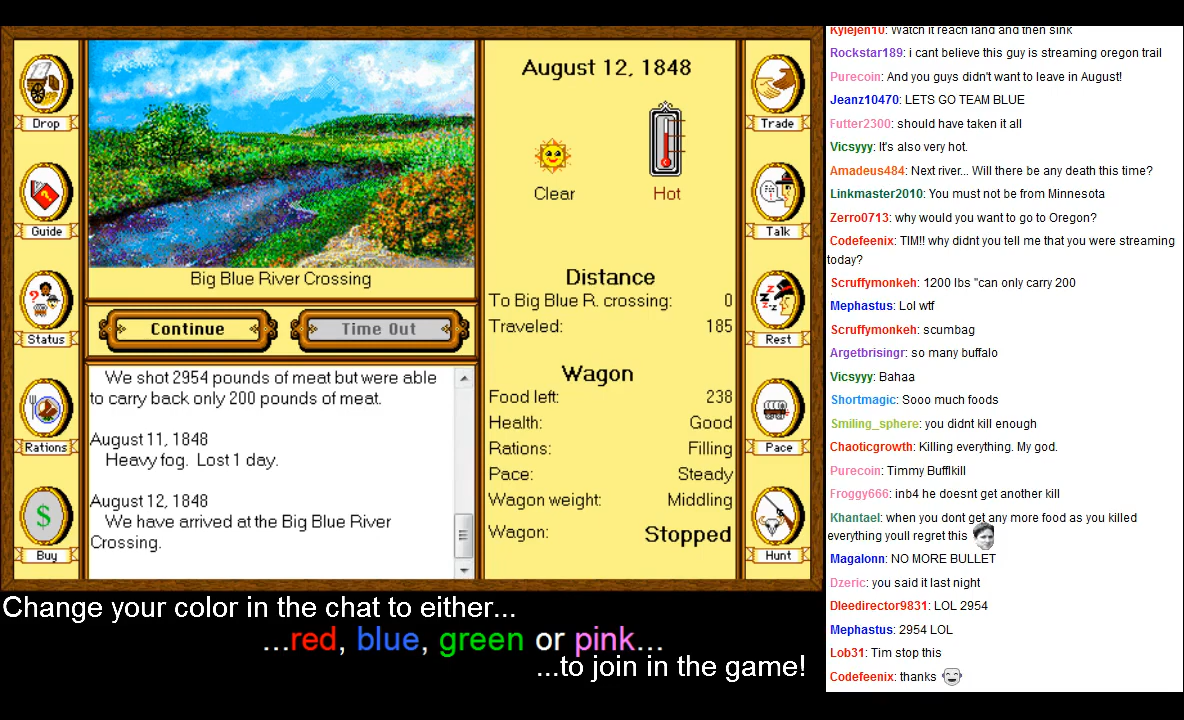 Drop
Guide
Status
Rations
$
Buy
Big Blue River Crossing
Continue
Time Out
We shot 2954 pounds of meat but were able
to carry back only 200 pounds of meat.
August 11, 1848
Heavy fog. Lost 1 day.
August 12, 1848
We have arrived at the Big Blue River
Crossing.
August 12, 1848
Clear
Hot
Distance
To Big Blue R. crossing: 0
Traveled: 185
Wagon
Food left: 238
Health: Good
Rations: Filling
Pace: Steady
Wagon weight: Middling
Wagon: Stopped
Trade
Talk
Rest
Pace
Hunt
Change your color in the chat to either...
...red, blue, green or pink...
...to join in the game!
Kylejen10: Watch it reach land and then sink
Rockstar189: i cant believe this guy is streaming oregon trail
Purecoin: And you guys didn't want to leave in August!
Jeanz10470: LETS GO TEAM BLUE
Futter2300: should have taken it all
Vicsyyy: It's also very hot.
Amadeus484: Next river... Will there be any death this time?
Linkmaster2010: You must not be from Minnesota
Zerro0713: why would you want to go to Oregon?
Codefeenix: TIM!! why didnt you tell me that you were streaming
today?
Scruffymonkeh: 1200 lbs "can only carry 200
Mephastus: Lol wtf
Scruffymonkeh: scumbag
Argetbrisingr: so many buffalo
Vicsyyy: Bahaa
Shortmagic: Sooo much foods
Smiling_sphere: you didnt kill enough
Chaoticgrowth: Killing everything. My god.
Purecoin: Timmy Bufflkill
Froggy666: inb4 he doesnt get another kill
Khantael: when you dont get any more food as you killed
everything youll regret this
Magalonn: NO MORE BULLET
Dzeric: you said it last night
Dleedirector9831: LOL 2954
Mephastus: 2954 LOL
Lob31: Tim stop this
Codefeenix: thanks